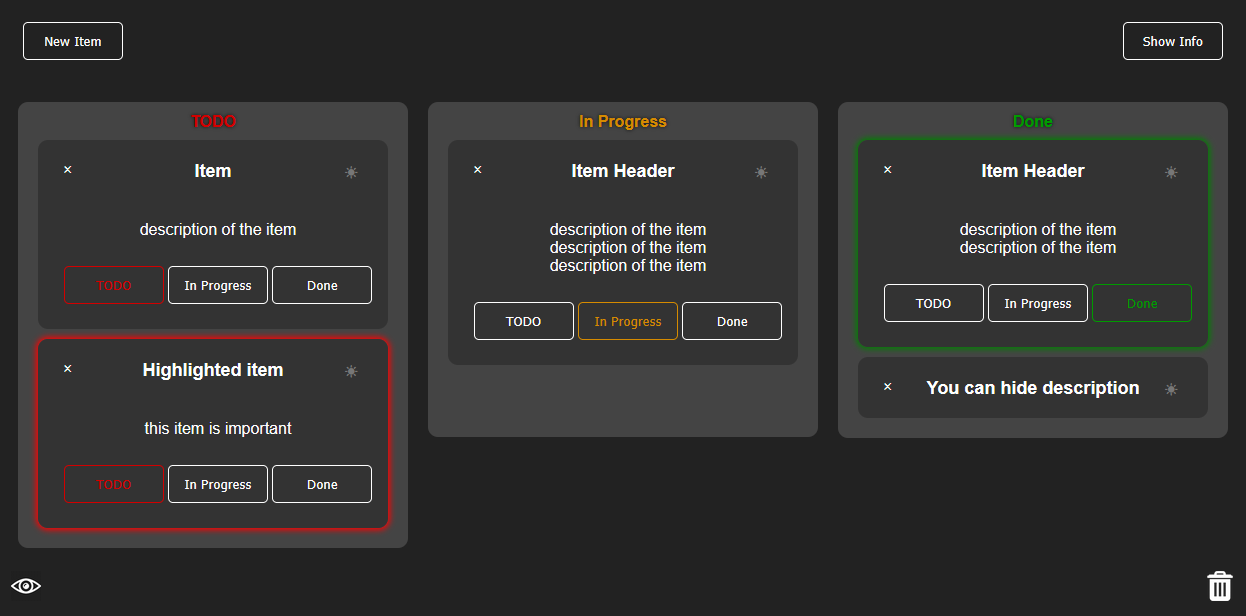 New Item
Show Info
TODO
× Item
description of the item
TODO In Progress Done
× Highlighted item
this item is important
TODO In Progress Done
In Progress
× Item Header
description of the item
description of the item
description of the item
TODO In Progress Done
Done
× Item Header
description of the item
description of the item
TODO In Progress Done
× You can hide description